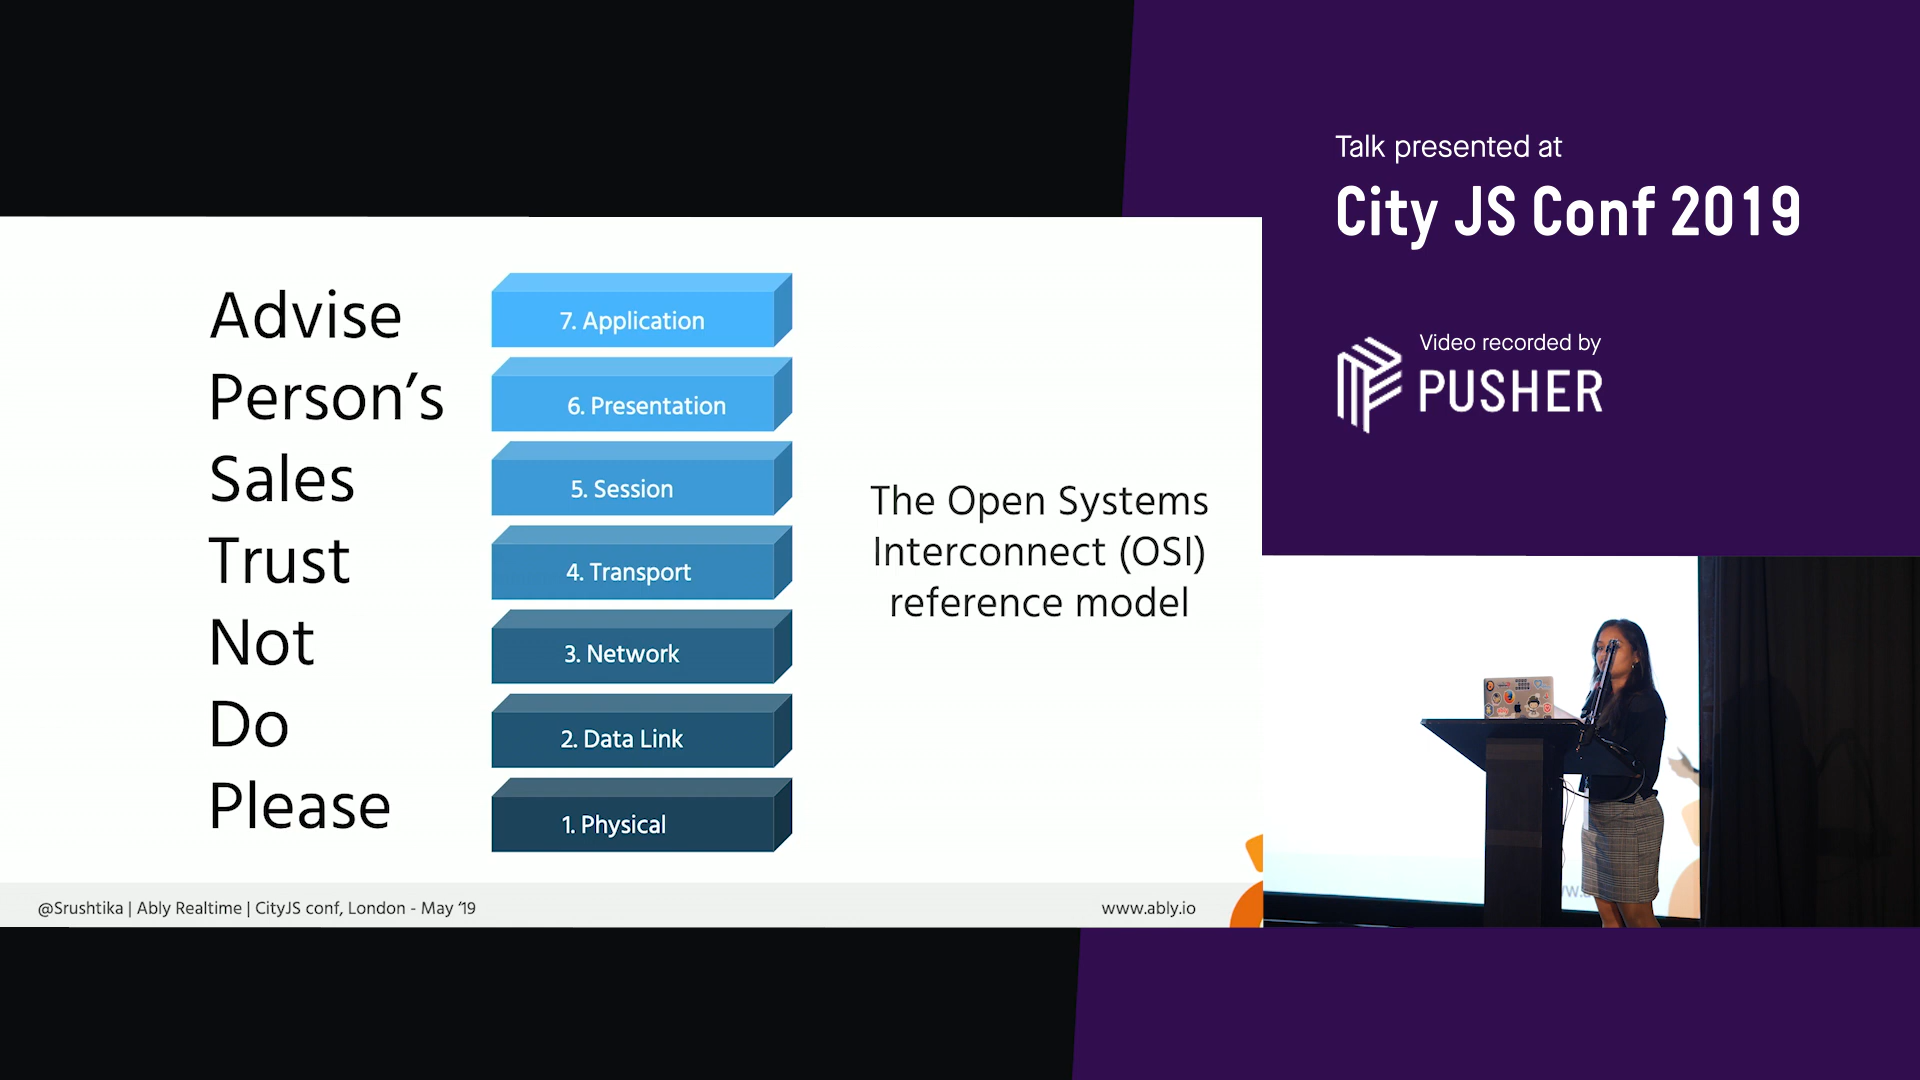 Talk presented at
City JS Conf 2019
Video recorded by
PUSHER
Advise
Person's
Sales
Trust
Not
Do
Please
7. Application
6. Presentation
5. Session
4. Transport
3. Network
2. Data Link
1. Physical
The Open Systems
Interconnect (OSI)
reference model
@Srushtika | Ably Realtime | CityJS conf, London - May '19
www.ably.io